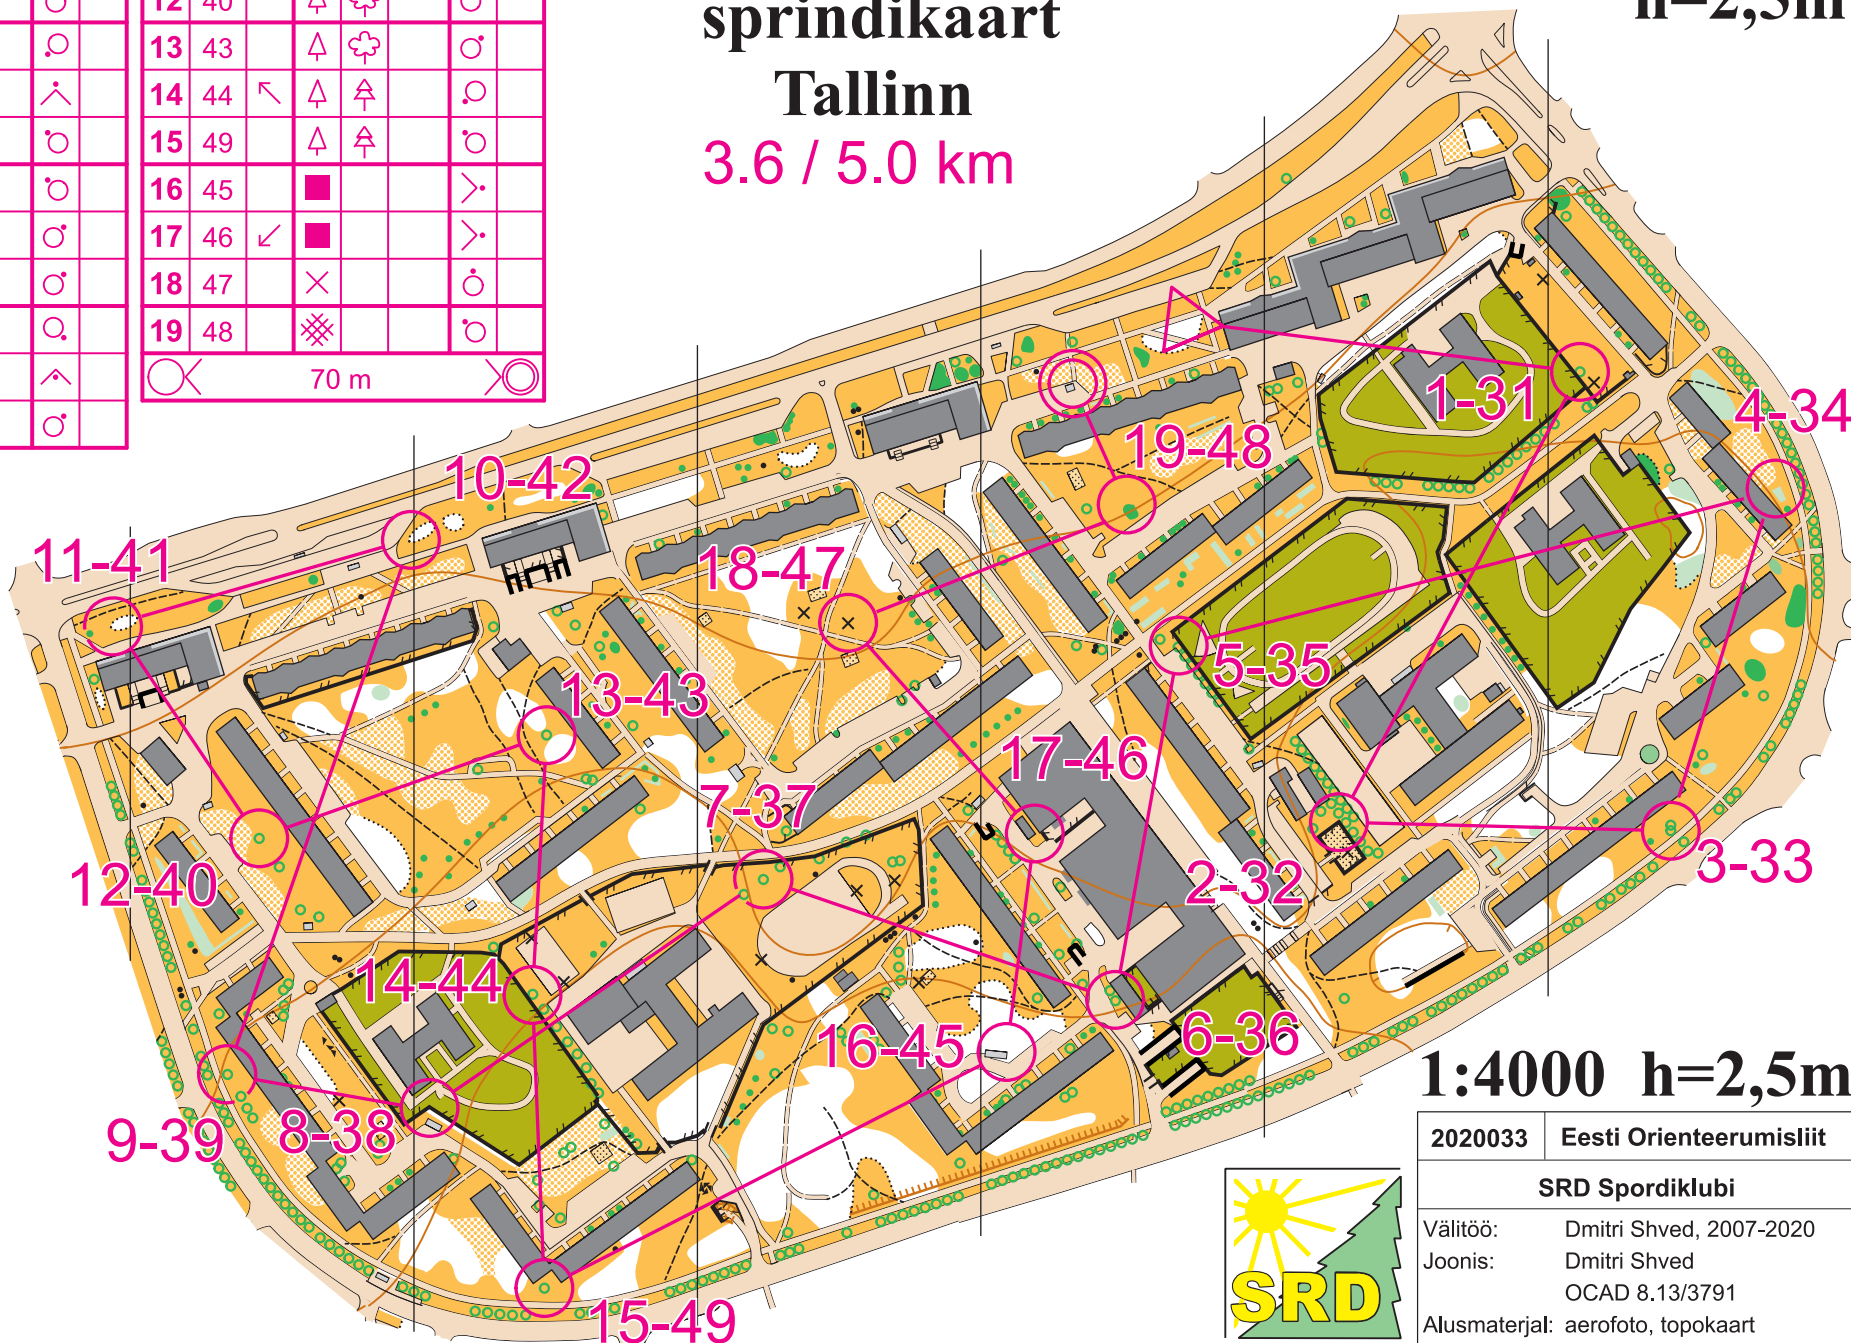 sprindikaart
Tallinn
3.6 / 5.0 km
h=2,5m
12 40
13 43
14 44
15 49
16 45
17 46
18 47
19 48
70 m
1-31
4-34
19-48
10-42
11-41
18-47
5-35
13-43
17-46
7-37
2-32
3-33
12-40
14-44
16-45
6-36
9-39
8-38
15-49
1:4000 h=2,5m
2020033 Eesti Orienteerumisliit
SRD Spordiklubi
Välitöö: Dmitri Shved, 2007-2020
Joonis: Dmitri Shved
OCAD 8.13/3791
Alusmaterjal: aerofoto, topokaart
SRD